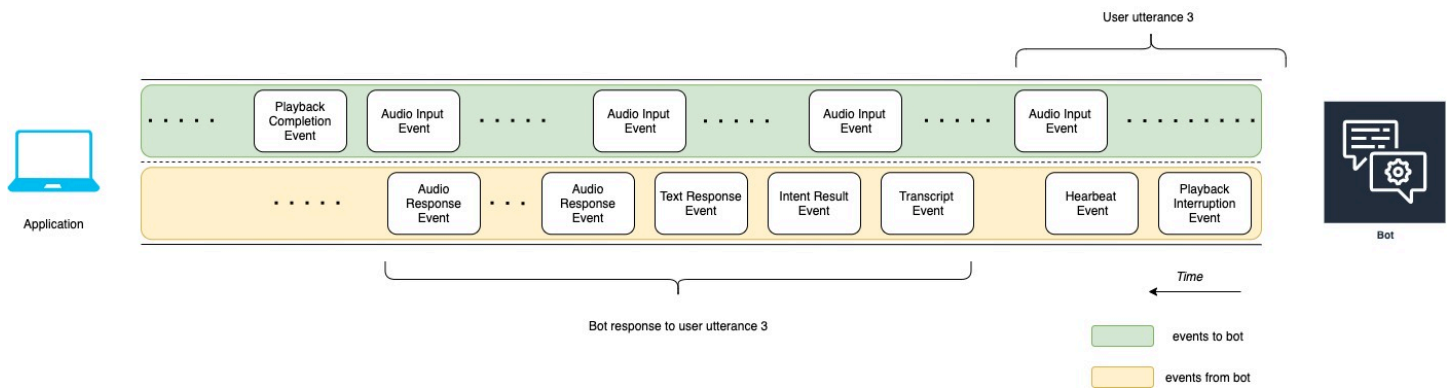 User utterance 3
Playback
Completion
Event
Audio Input
Event
Audio Input
Event
Audio Input
Event
Audio Input
Event
Audio
Response
Event
Audio
Response
Event
Text Response
Event
Intent Result
Event
Transcript
Event
Hearbeat
Event
Playback
Interruption
Event
Application
Bot
Time
Bot response to user utterance 3
events to bot
events from bot